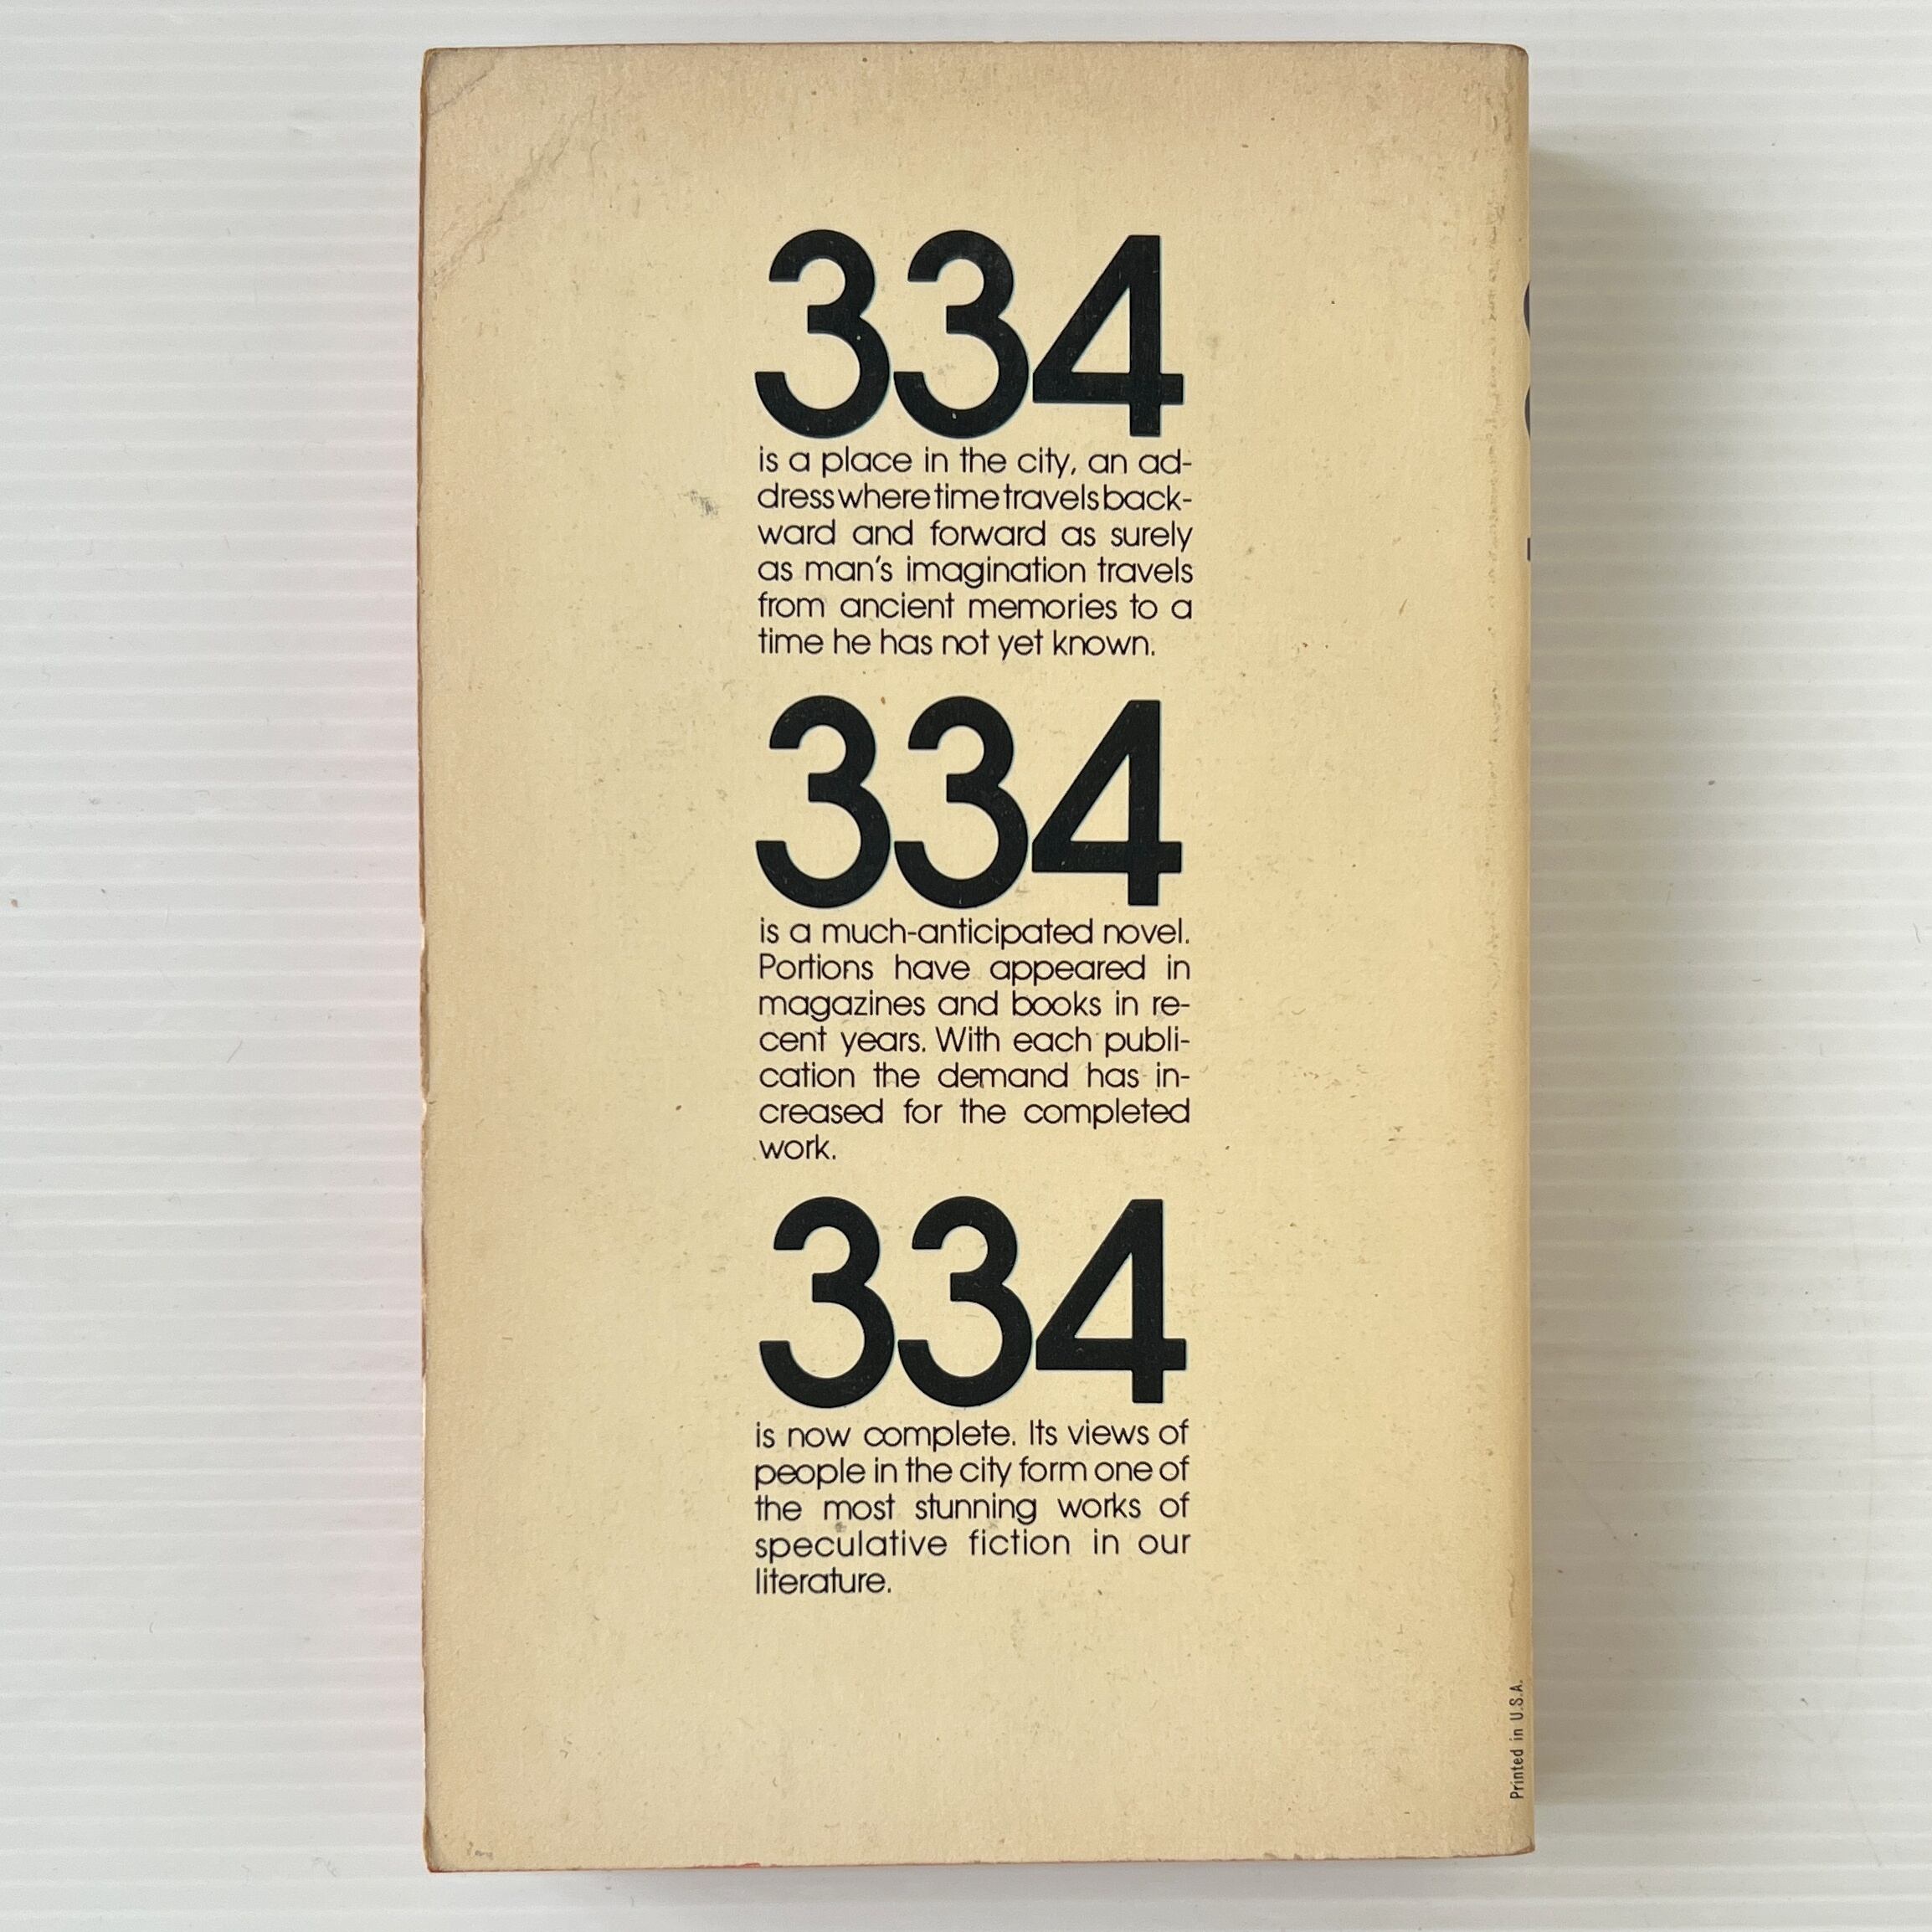 334
is a place in the city, an ad-
dress where time travels back-
ward and forward as surely
as man's imagination travels
from ancient memories to a
time he has not yet known.
334
is a much-anticipated novel.
Portions have appeared in
magazines and books in re-
cent years. With each publi-
cation the demand has in-
creased for the completed
work.
334
is now complete. Its views of
people in the city form one of
the most stunning works of
speculative fiction in our
literature.
Printed in U.S.A.